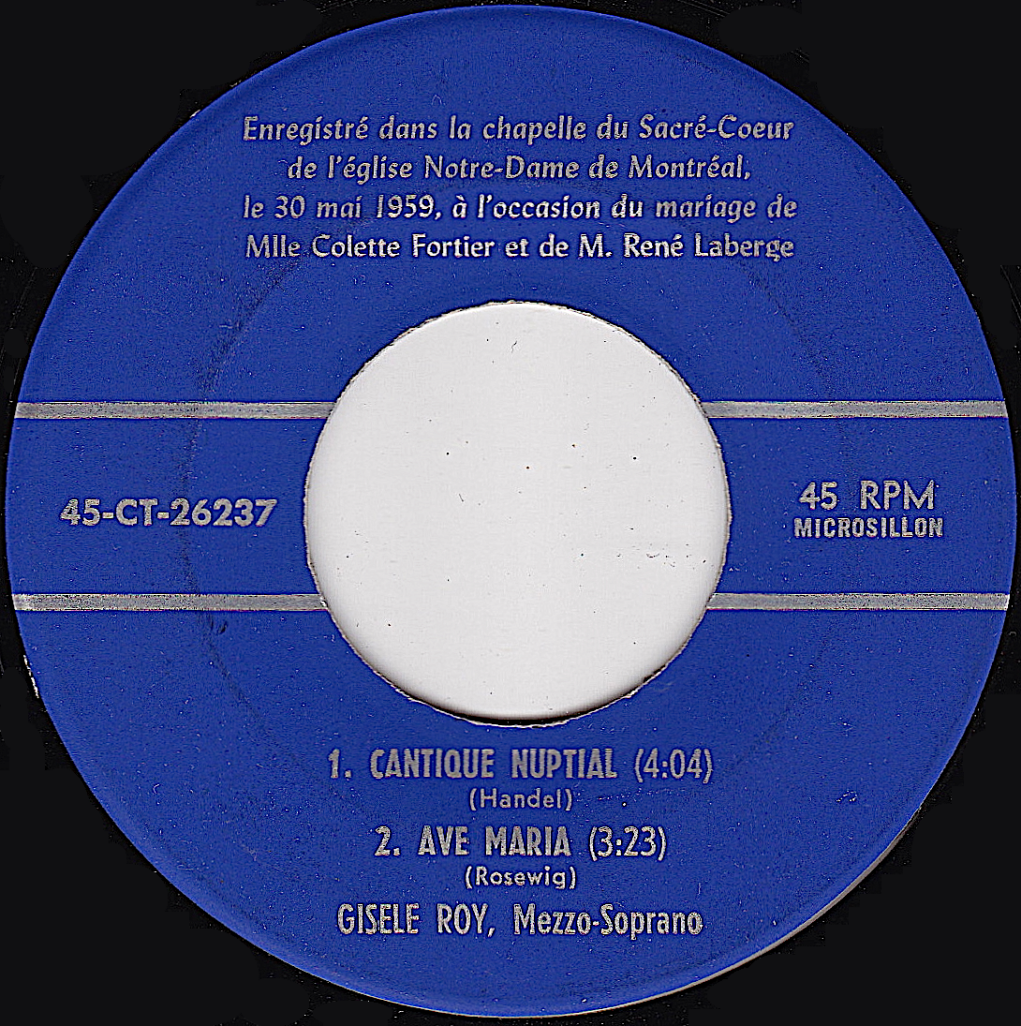 Enregistré dans la chapelle du Sacré-Coeur
de l'église Notre-Dame de Montréal,
le 30 mai 1959, à l'occasion du mariage de
Mlle Colette Fortier et de M. René Laberge
45-CT-26237
45 RPM
MICROSILLON
1. CANTIQUE NUPTIAL (4:04)
(Handel)
2. AVE MARIA (3:23)
(Rosewig)
GISELE ROY, Mezzo-Soprano